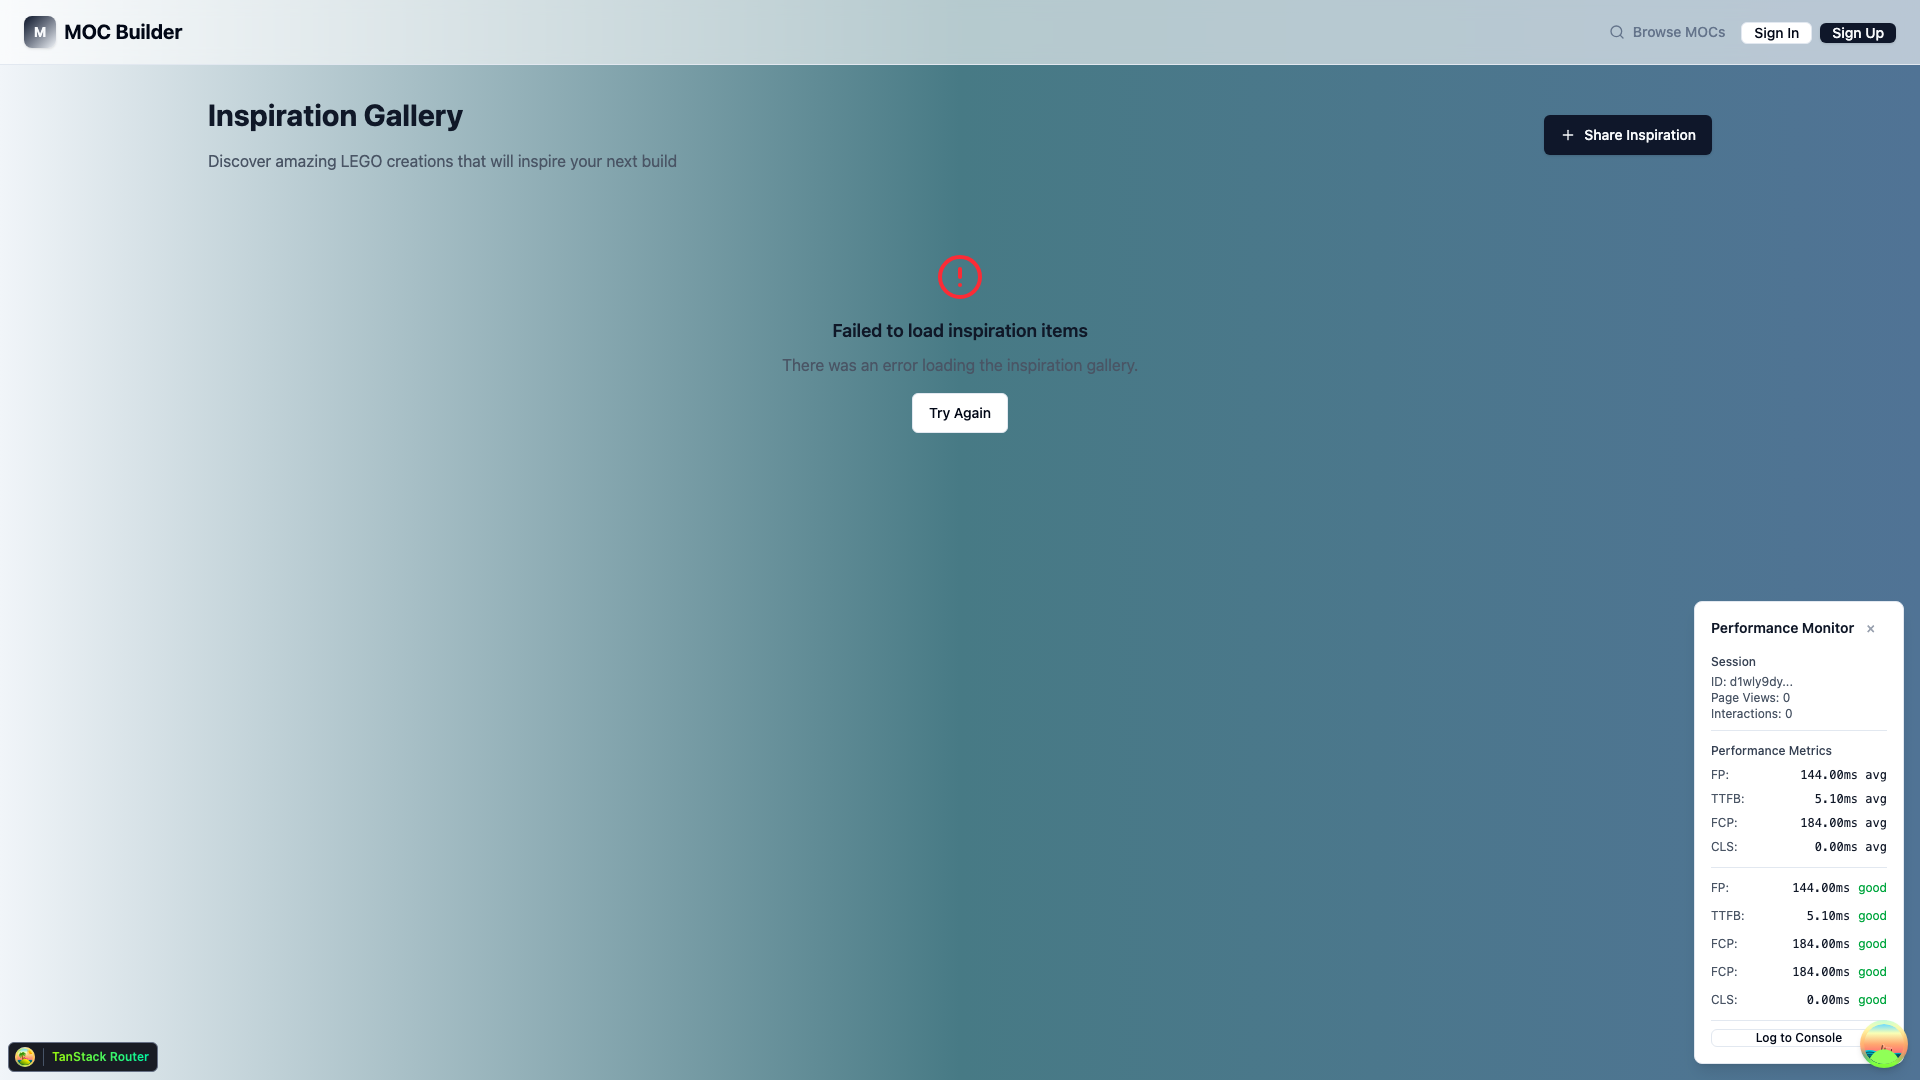 M MOC Builder
Browse MOCs
Sign In
Sign Up
Inspiration Gallery
Discover amazing LEGO creations that will inspire your next build
Share Inspiration
Failed to load inspiration items
There was an error loading the inspiration gallery.
Try Again
Performance Monitor ×
Session
ID: d1wly9dy...
Page Views: 0
Interactions: 0
Performance Metrics
FP: 144.00ms avg
TTFB: 5.10ms avg
FCP: 184.00ms avg
CLS: 0.00ms avg
FP: 144.00ms good
TTFB: 5.10ms good
FCP: 184.00ms good
FCP: 184.00ms good
CLS: 0.00ms good
Log to Console
TanStack Router